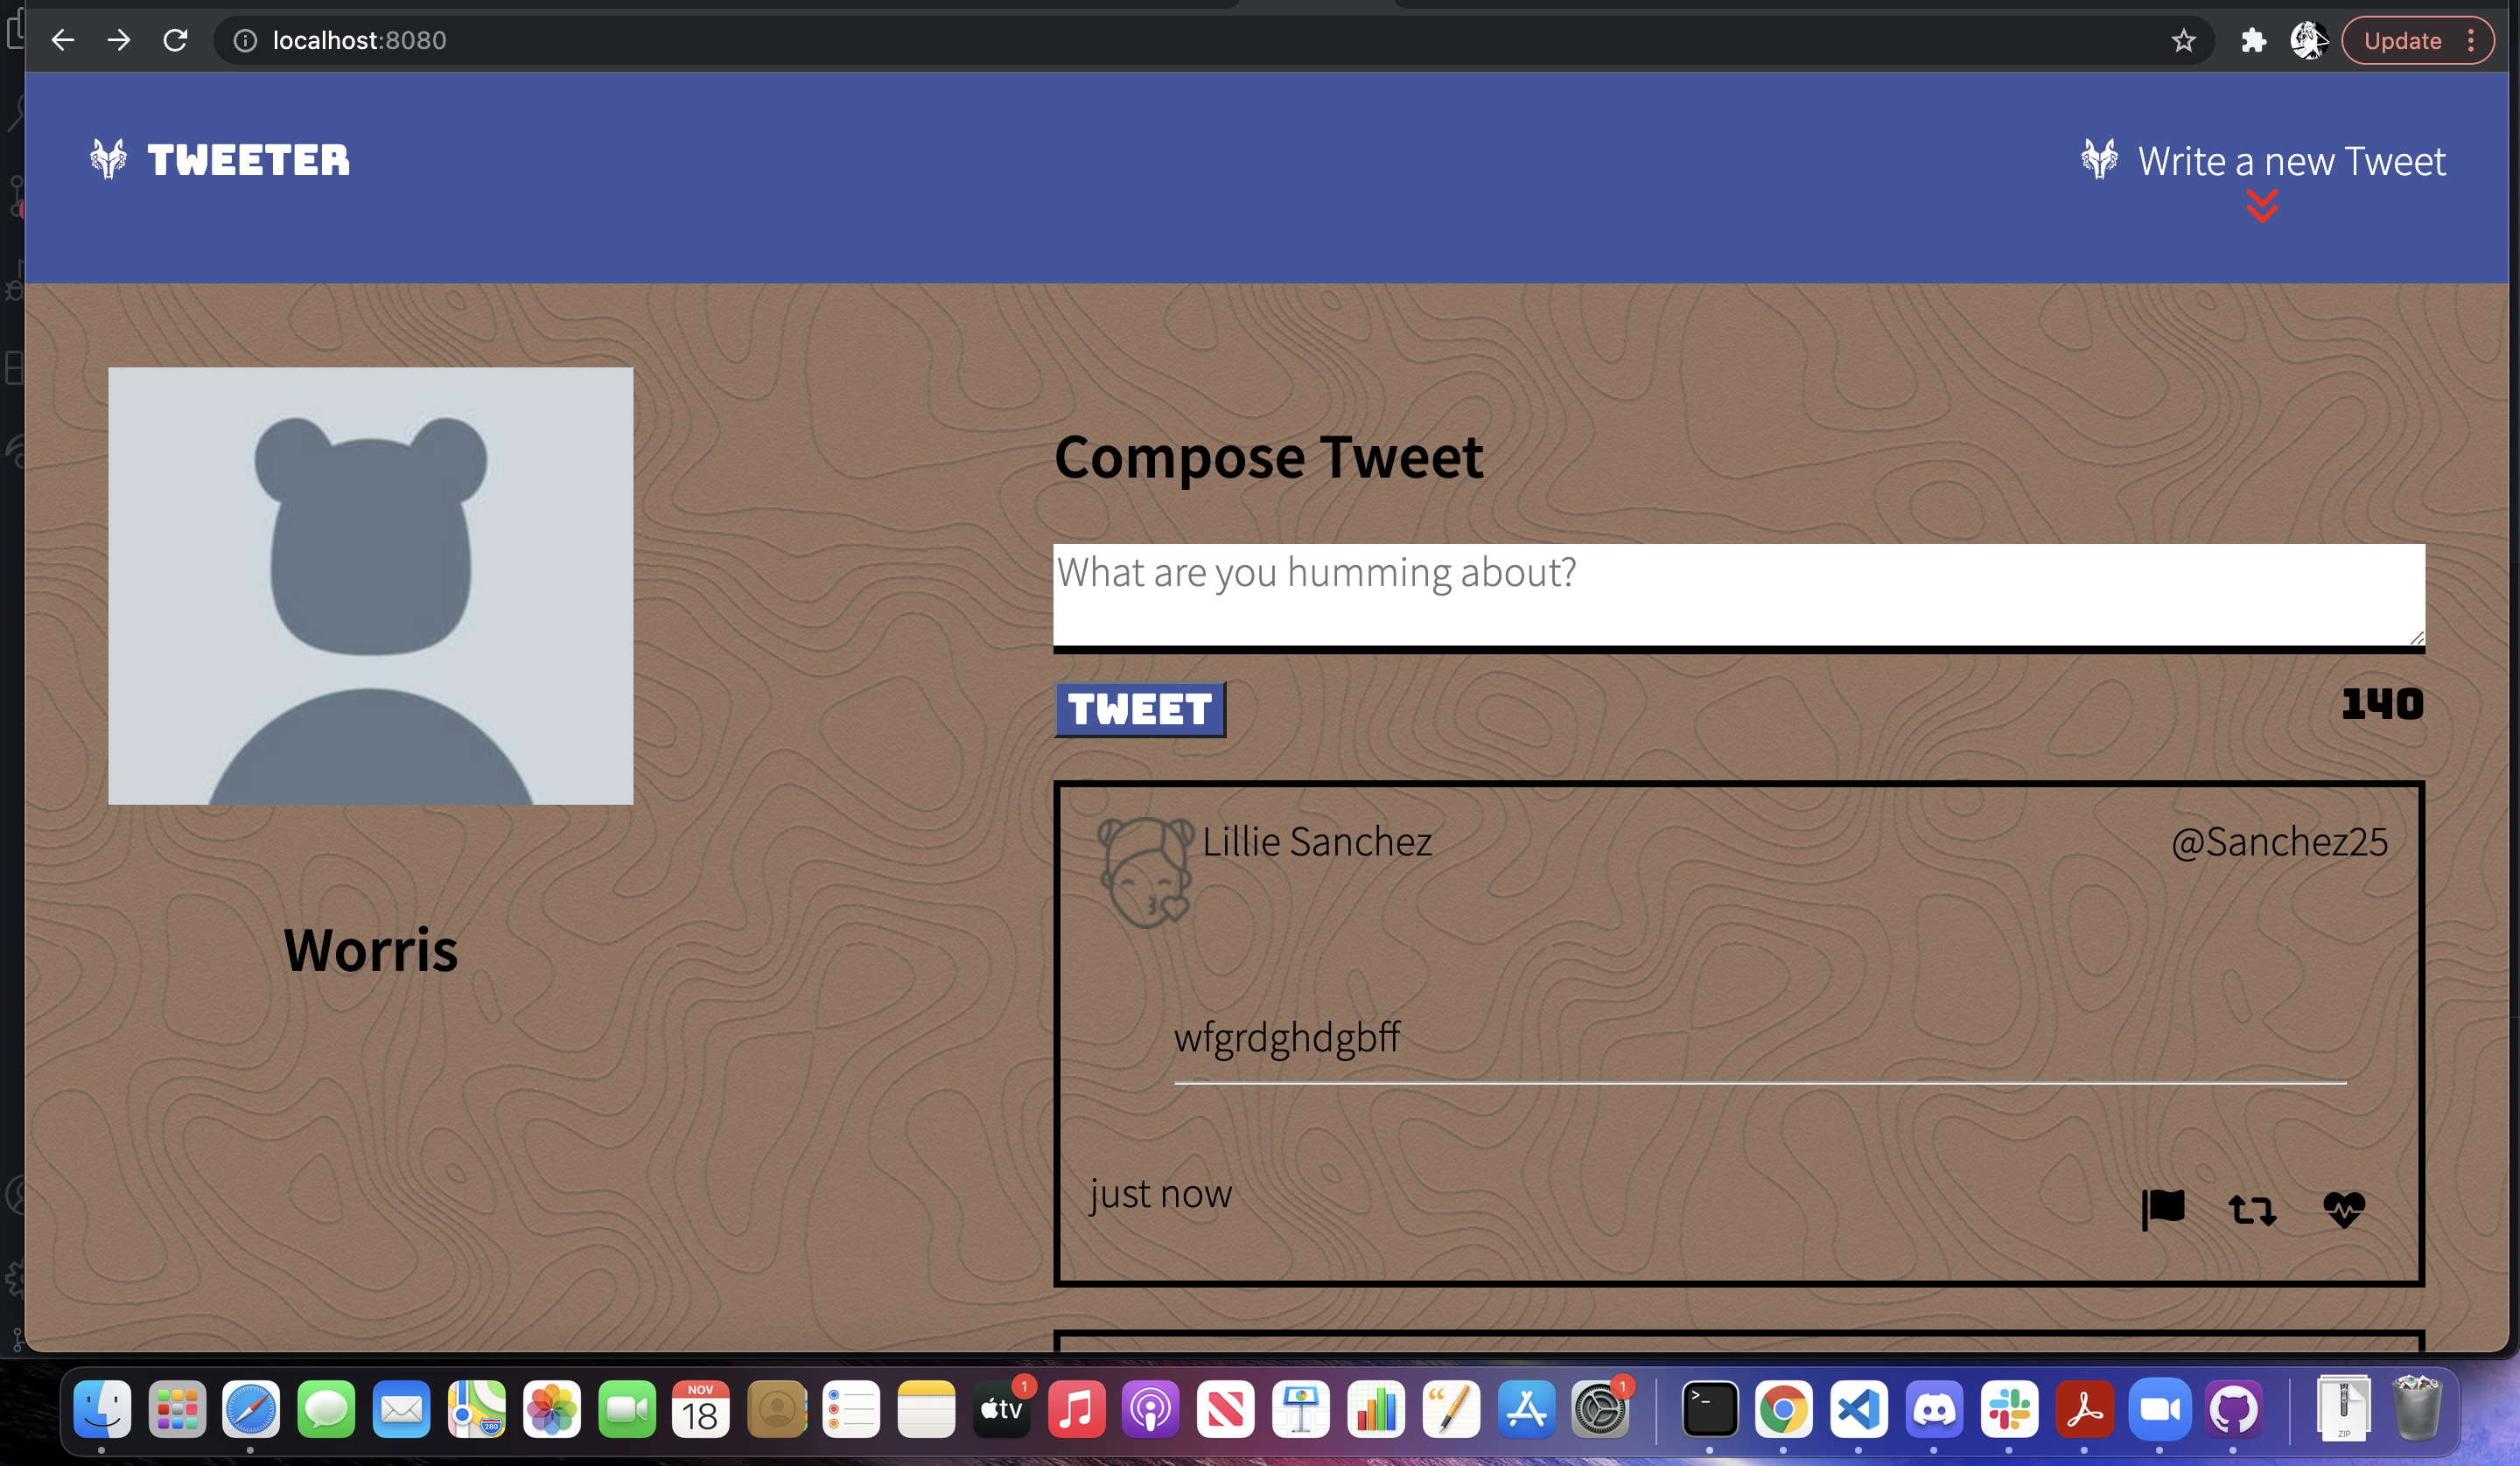 localhost:8080
Update
TWEETER
Write a new Tweet
Compose Tweet
What are you humming about?
TWEET
140
Lillie Sanchez
@Sanchez25
Worris
wfgrdghdgbff
just now
NOV
18
280
tv
1
1
>_
ZIP